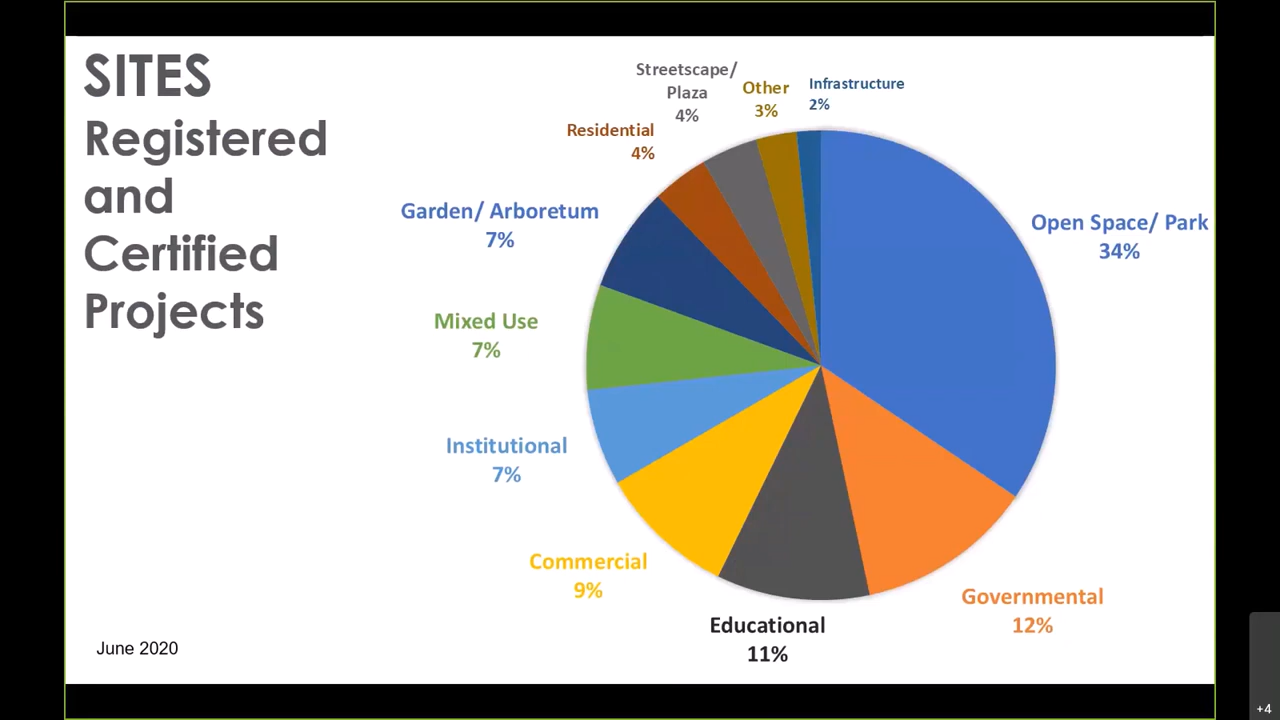 SITES
Registered
and
Certified
Projects
Streetscape/
Plaza
4%
Other
3%
Infrastructure
2%
Residential
4%
Garden/ Arboretum
7%
Open Space/ Park
34%
Mixed Use
7%
Institutional
7%
Commercial
9%
Governmental
12%
Educational
11%
June 2020
+4